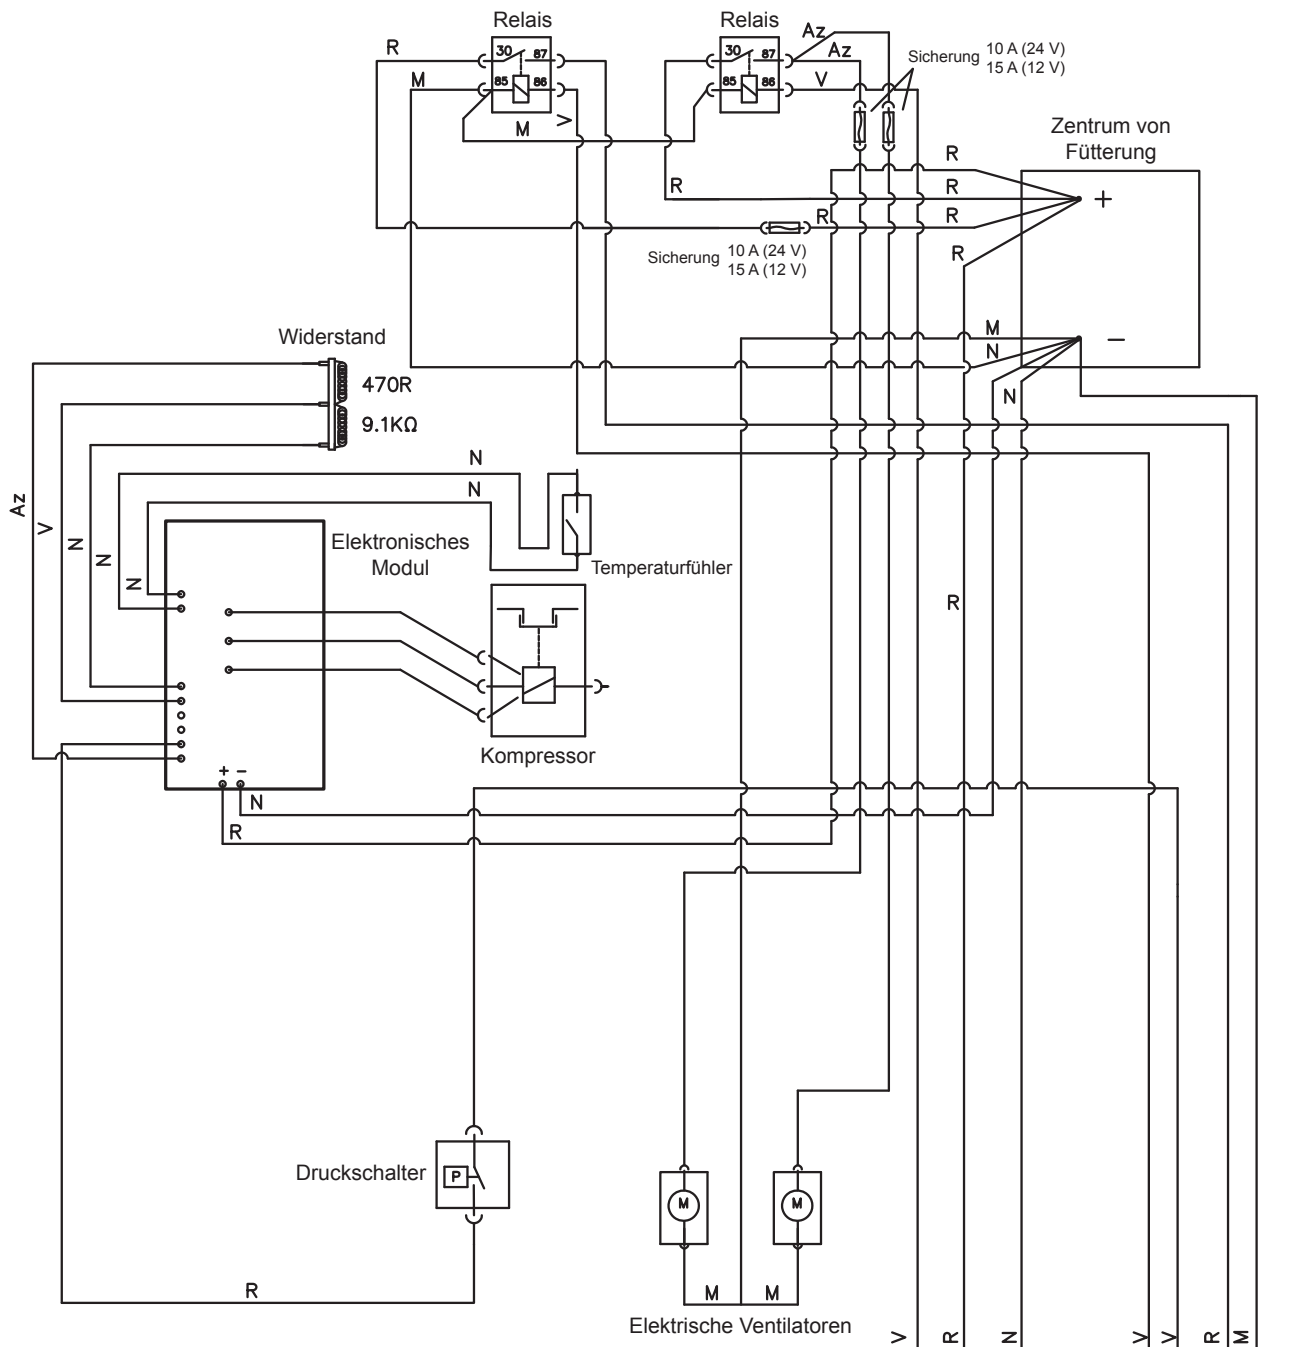 Relais
Relais
R
30
87
M
85
86
M
V
30
87
85
86
Az
Az
V
Sicherung 10 A (24 V)
15 A (12 V)
Zentrum von
Fütterung
R
R
R
R
R
R
+
Sicherung 10 A (24 V)
15 A (12 V)
M
N
N
−
Widerstand
470R
9.1KΩ
N
N
Az
V
N
N
N
Elektronisches
Modul
Temperaturfühler
R
Kompressor
+ −
N
R
Druckschalter
P
M
M
R
M
M
Elektrische Ventilatoren
V
R
N
V
V
R
M